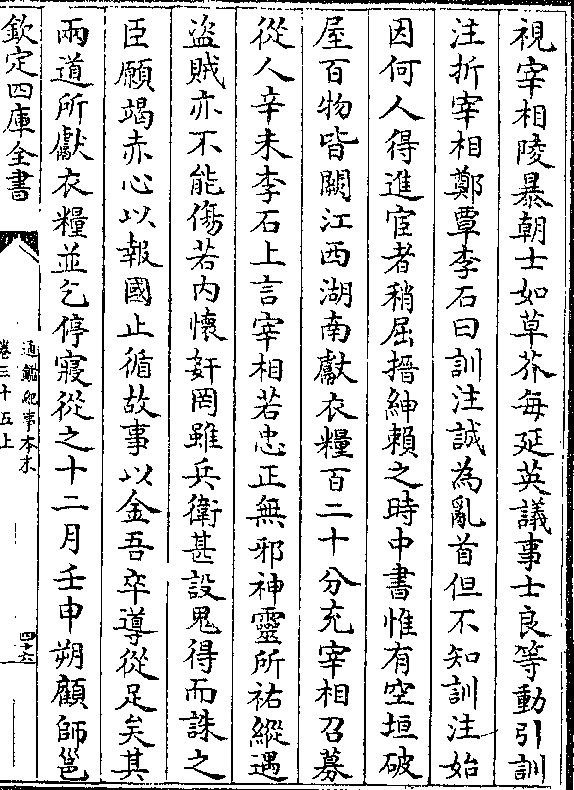 視宰相陵暴朝士如草芥每延英議事士良等動引訓
注折宰相鄭覃李石曰訓注誠為亂首但不知訓注始
因何人得進宦者稍屈搢紳賴之時中書惟有空垣破
屋百物皆闕江西湖南獻衣糧百二十分充宰相召募
從人辛未李石上言宰相若忠正無邪神靈所祐縱遇
盜賊亦不能傷若内懷姧罔雖兵衛甚設鬼得而誅之
臣願竭赤心以報國止循故事以金吾卒導從足矣其
兩道所獻衣糧並乞停寢從之十二月壬申朔顧師邕
欽定四庫全書
通鑑紀事本末
卷三十五上
四十六